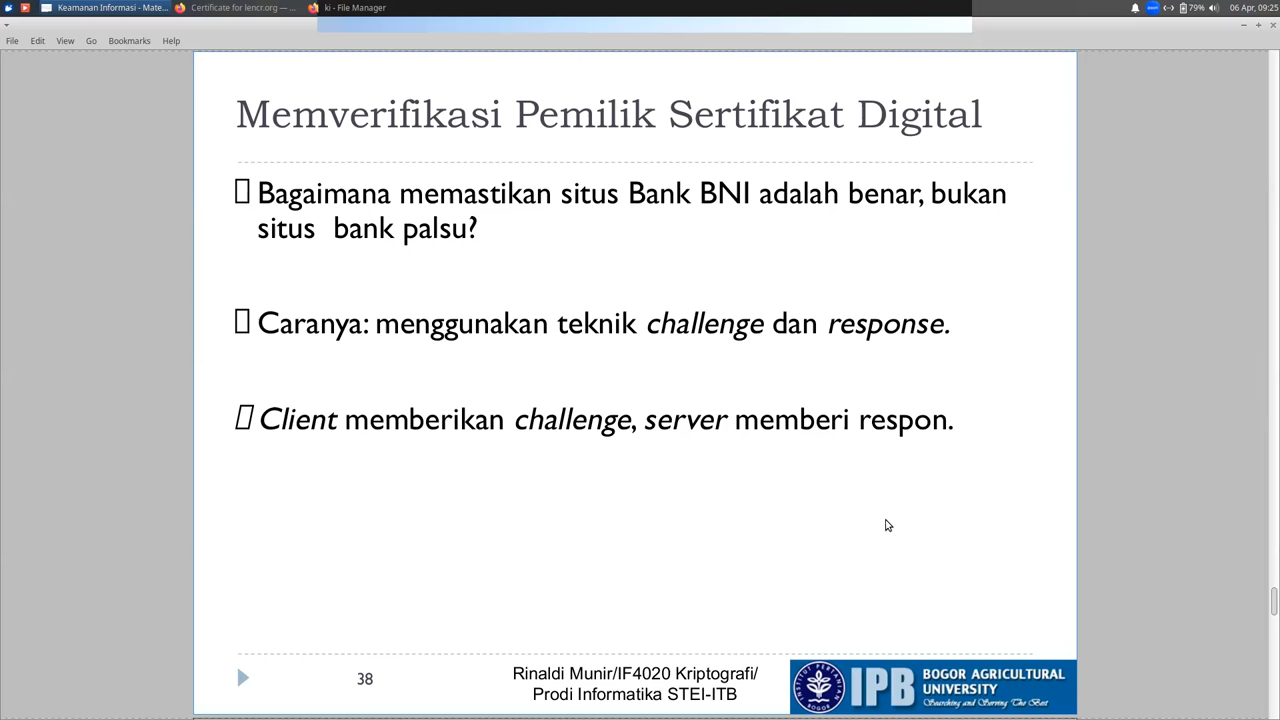 Keamanan Informasi - Mate...
Certificate for lencr.org — ...
ki - File Manager
79%
06 Apr, 09:25
File Edit View Go Bookmarks Help
Memverifikasi Pemilik Sertifikat Digital
Bagaimana memastikan situs Bank BNI adalah benar, bukan
situs bank palsu?
Caranya: menggunakan teknik challenge dan response.
Client memberikan challenge, server memberi respon.
38
Rinaldi Munir/IF4020 Kriptografi/
Prodi Informatika STEI-ITB
IPB
BOGOR AGRICULTURAL
UNIVERSITY
Searching and Serving The Best